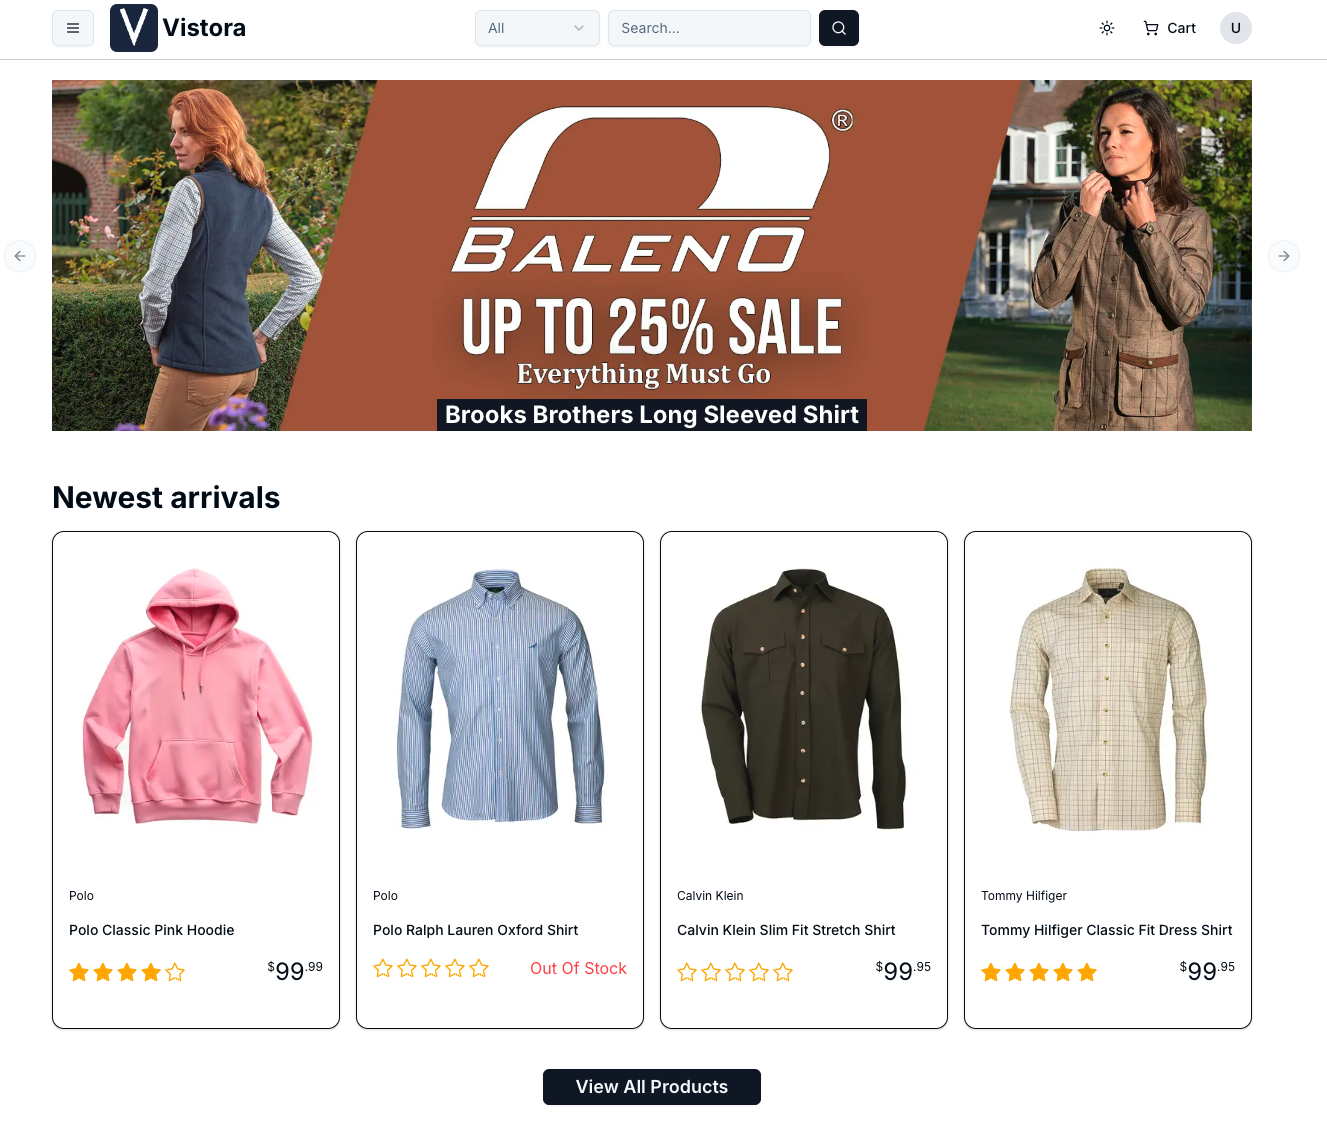 Vistora
All
Search...
Cart
U
BALENO®
UP TO 25% SALE
Everything Must Go
Brooks Brothers Long Sleeved Shirt
Newest arrivals
Polo
Polo Classic Pink Hoodie
$99.99
Polo
Polo Ralph Lauren Oxford Shirt
Out Of Stock
Calvin Klein
Calvin Klein Slim Fit Stretch Shirt
$99.95
Tommy Hilfiger
Tommy Hilfiger Classic Fit Dress Shirt
$99.95
View All Products